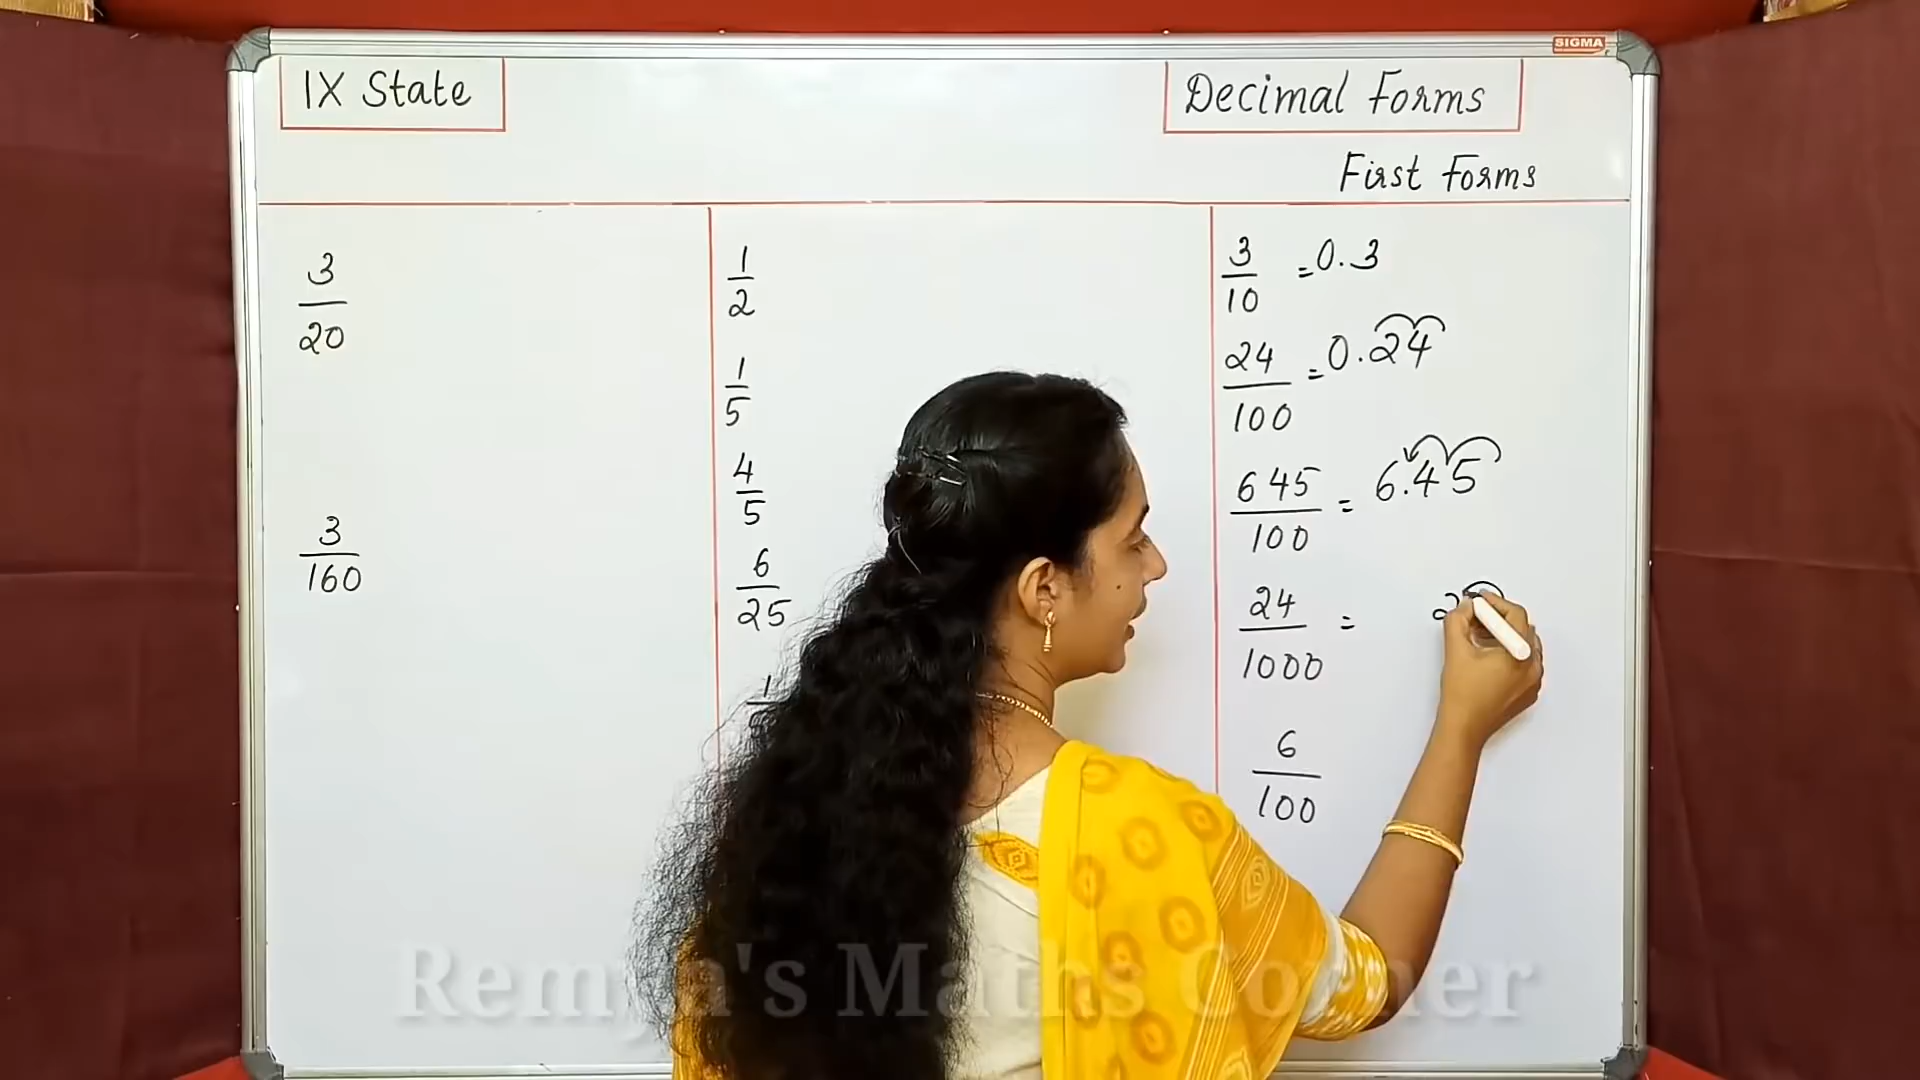 SIGMA
IX State
Decimal Forms
First Forms
3/20
3/160
1/2
1/5
4/5
6/25
1
3/10 = 0.3
24/100 = 0.24
645/100 = 6.45
24/1000 = 2
6/100
Remya's Maths Corner